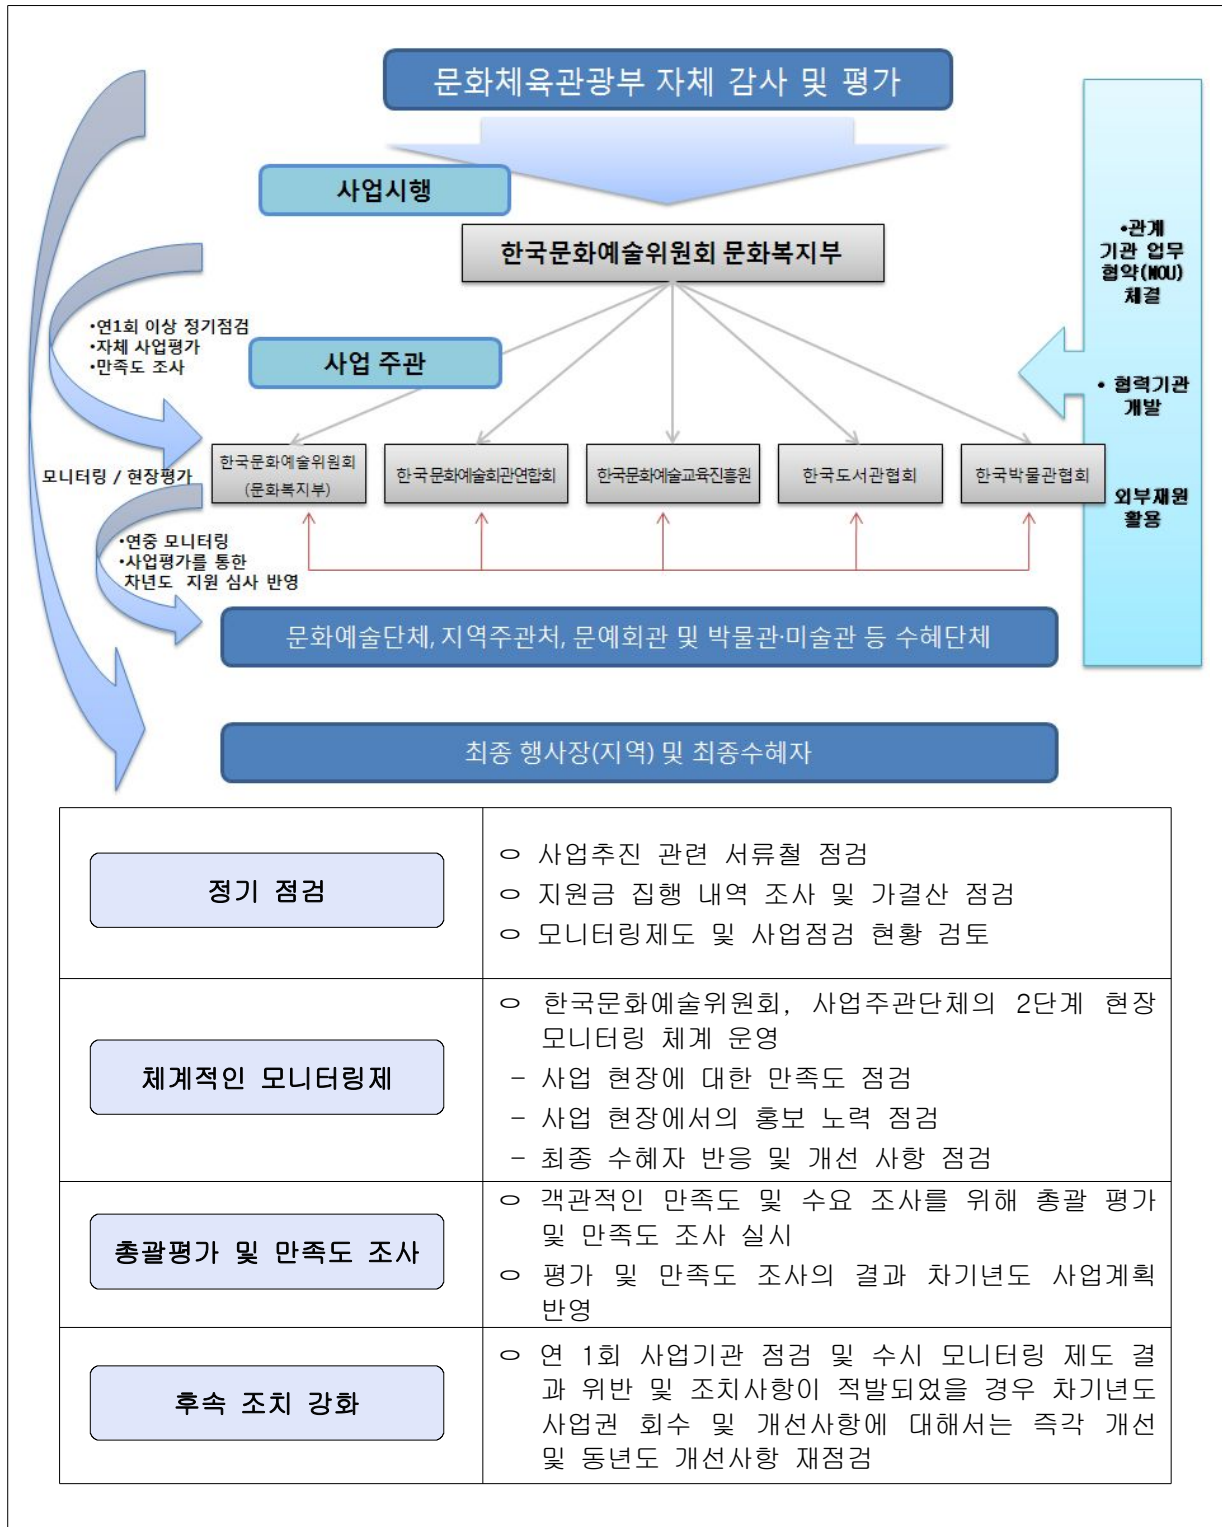 문화체육관광부 자체 감사 및 평가
사업시행
한국문화예술위원회 문화복지부
•관계
기관 업무
협약(MOU)
체결
•연1회 이상 정기점검
•자체 사업평가
•만족도 조사
사업 주관
• 협력기관
개발
모니터링 / 현장평가
한국문화예술위원회
(문화복지부)
한국문화예술회관연합회
한국문화예술교육진흥원
한국도서관협회
한국박물관협회
외부재원
활용
•연중 모니터링
•사업평가를 통한
차년도 지원 심사 반영
문화예술단체, 지역주관처, 문예회관 및 박물관·미술관 등 수혜단체
최종 행사장(지역) 및 최종수혜자
정기 점검
ㅇ 사업추진 관련 서류철 점검
ㅇ 지원금 집행 내역 조사 및 가결산 점검
ㅇ 모니터링제도 및 사업점검 현황 검토
체계적인 모니터링제
ㅇ 한국문화예술위원회, 사업주관단체의 2단계 현장
모니터링 체계 운영
- 사업 현장에 대한 만족도 점검
- 사업 현장에서의 홍보 노력 점검
- 최종 수혜자 반응 및 개선 사항 점검
총괄평가 및 만족도 조사
ㅇ 객관적인 만족도 및 수요 조사를 위해 총괄 평가
및 만족도 조사 실시
ㅇ 평가 및 만족도 조사의 결과 차기년도 사업계획
반영
후속 조치 강화
ㅇ 연 1회 사업기관 점검 및 수시 모니터링 제도 결
과 위반 및 조치사항이 적발되었을 경우 차기년도
사업권 회수 및 개선사항에 대해서는 즉각 개선
및 동년도 개선사항 재점검